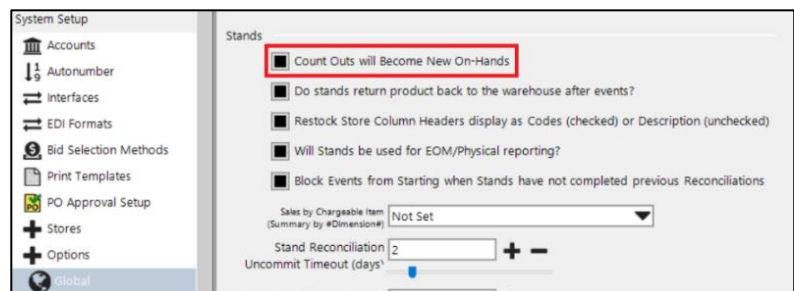 System Setup
Accounts
Autonumber
Interfaces
EDI Formats
Bid Selection Methods
Print Templates
PO Approval Setup
Stores
Options
Global
Stands
Count Outs will Become New On-Hands
Do stands return product back to the warehouse after events?
Restock Store Column Headers display as Codes (checked) or Description (unchecked)
Will Stands be used for EOM/Physical reporting?
Block Events from Starting when Stands have not completed previous Reconciliations
Sales by Chargeable Item
(Summary by #Dimension#)
Not Set
Stand Reconciliation
Uncommit Timeout (days)
2